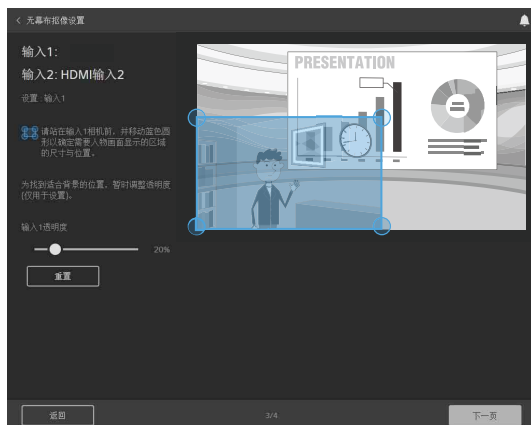 无幕布抠像设置
输入1:
输入2: HDMI输入2
设置 : 输入1
请站在输入1相机前，并移动蓝色圆
形以确定需要人物画面显示的区域
的尺寸与位置。
为找到适合背景的位置、暂时调整透明度
(仅用于设置)。
输入1透明度
20%
重置
PRESENTATION
返回
3/4
下一页